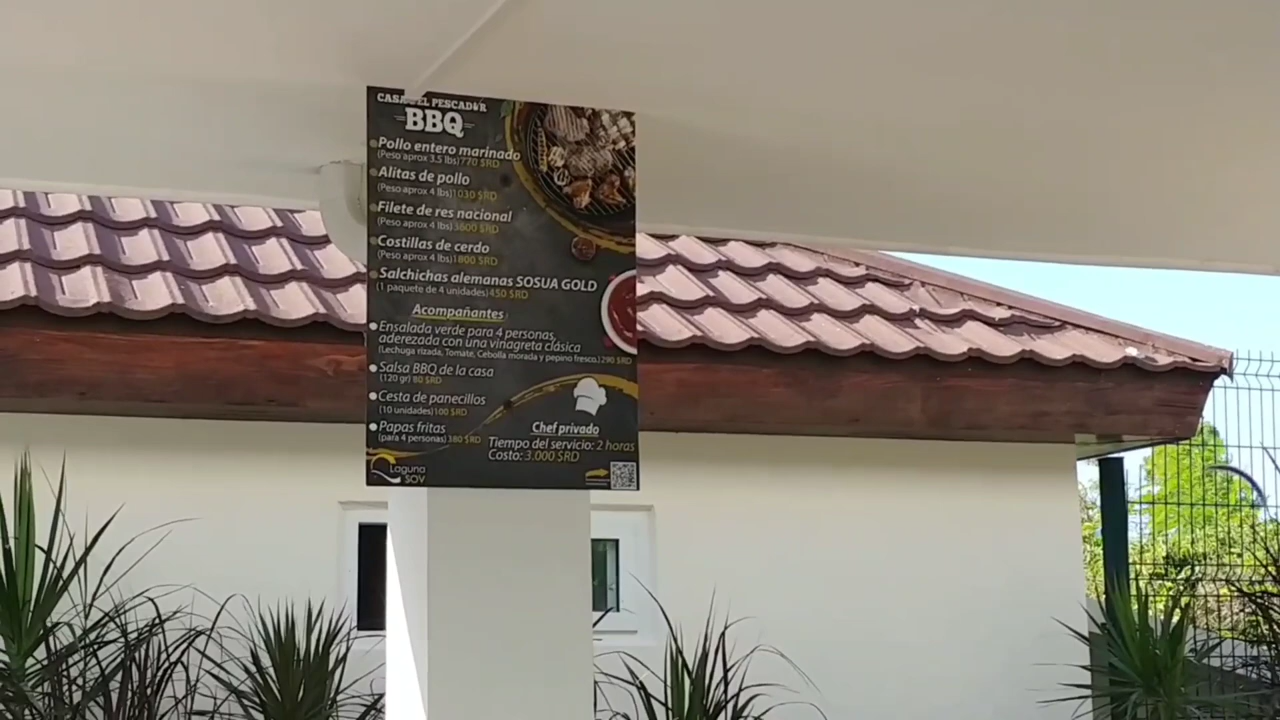 CASA DEL PESCADOR
BBQ
Pollo entero marinado
(Peso aprox 3.5 lbs) 770 $RD
Alitas de pollo
(Peso aprox 4 lbs) 1030 $RD
Filete de res nacional
(Peso aprox 4 lbs) 3600 $RD
Costillas de cerdo
(Peso aprox 4 lbs) 1800 $RD
Salchichas alemanas SOSUA GOLD
(1 paquete de 4 unidades) 450 $RD
Acompañantes
Ensalada verde para 4 personas,
aderezada con una vinagreta clásica
(Lechuga rizada, Tomate, Cebolla morada y pepino fresco.) 290 $RD
Salsa BBQ de la casa
(120 gr) 80 $RD
Cesta de panecillos
(10 unidades) 100 $RD
Papas fritas
(para 4 personas) 380 $RD
Chef privado
Tiempo del servicio: 2 horas
Costo: 3.000 $RD
Laguna
SOV